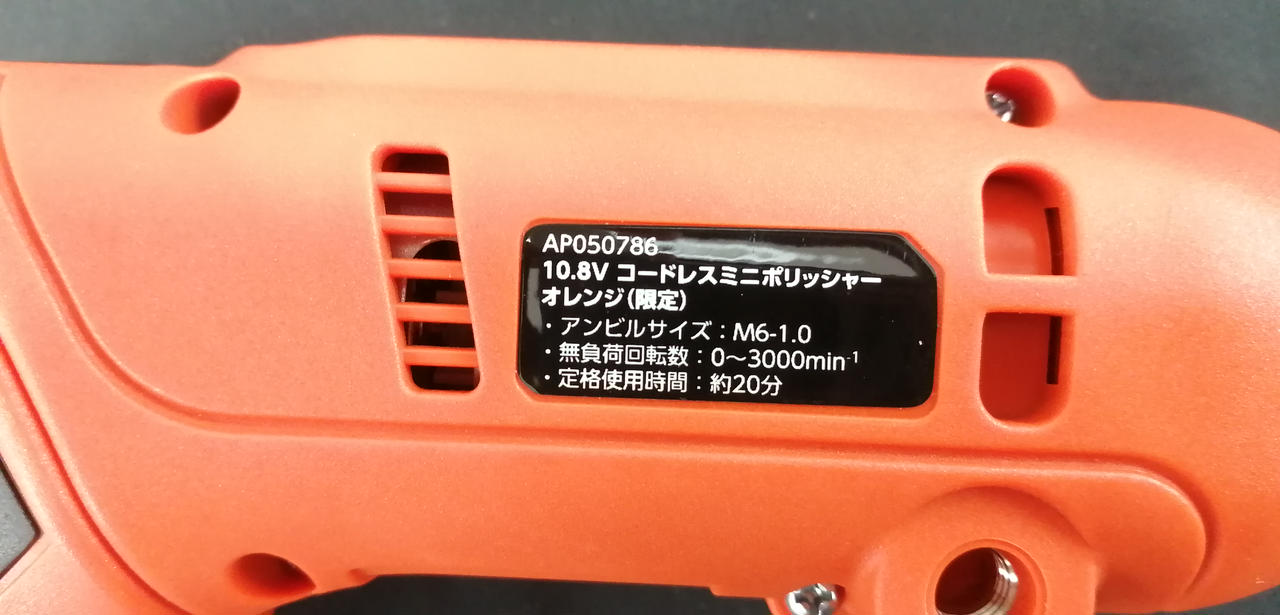 AP050786
10.8V コードレスミニポリッシャー
オレンジ(限定)
・アンビルサイズ：M6-1.0
・無負荷回転数：0～3000min⁻¹
・定格使用時間：約20分